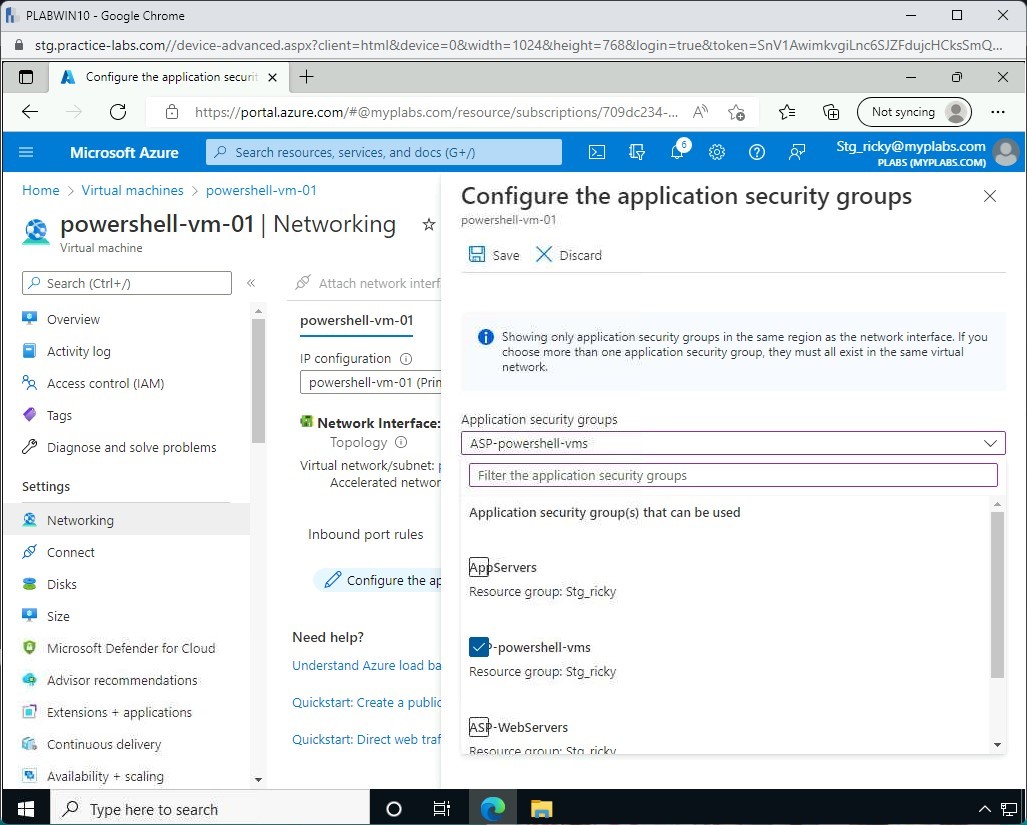 PLABWIN10 - Google Chrome
stg.practice-labs.com//device-advanced.aspx?client=html&device=0&width=1024&height=768&login=true&token=SnV1AwimkvgiLnc6SJZFdujcHCksSmQ...
Configure the application securit
https://portal.azure.com/#@myplabs.com/resource/subscriptions/709dc234-...
Not syncing
Microsoft Azure
Search resources, services, and docs (G+/)
6
Stg_ricky@myplabs.com
PLABS (MYPLABS.COM)
Home > Virtual machines > powershell-vm-01
powershell-vm-01 | Networking
Virtual machine
Search (Ctrl+/)
Overview
Activity log
Access control (IAM)
Tags
Diagnose and solve problems
Settings
Networking
Connect
Disks
Size
Microsoft Defender for Cloud
Advisor recommendations
Extensions + applications
Continuous delivery
Availability + scaling
Attach network interf
powershell-vm-01
IP configuration
powershell-vm-01 (Prin
Network Interface:
Topology
Virtual network/subnet: p
Accelerated networ
Inbound port rules
Configure the ap
Need help?
Understand Azure load ba
Quickstart: Create a public
Quickstart: Direct web traf
Configure the application security groups
powershell-vm-01
Save
Discard
Showing only application security groups in the same region as the network interface. If you
choose more than one application security group, they must all exist in the same virtual
network.
Application security groups
ASP-powershell-vms
Filter the application security groups
Application security group(s) that can be used
AppServers
Resource group: Stg_ricky
P-powershell-vms
Resource group: Stg_ricky
ASP-WebServers
Resource group: Stg_ricky
Type here to search